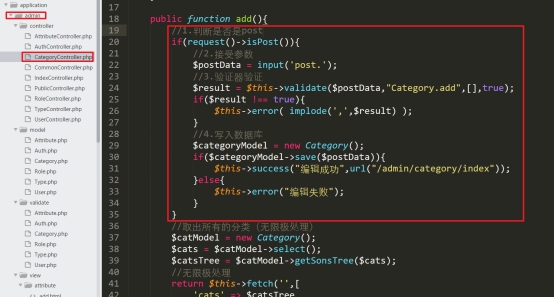 application
admin
controller
AttributeController.php
AuthController.php
CategoryController.php
CommonController.php
IndexController.php
PublicController.php
RoleController.php
TypeController.php
UserController.php
model
Attribute.php
Auth.php
Category.php
Role.php
Type.php
User.php
validate
Attribute.php
Auth.php
Category.php
Role.php
Type.php
User.php
view
attribute
add.html
17
18 public function add(){
19 //1.判断是否是post
20 if(request()->isPost()){
21 //2.接受参数
22 $postData = input('post.');
23 //3.验证器验证
24 $result = $this->validate($postData,"Category.add",[],true);
25 if($result !== true){
26 $this->error( implode(',',$result) );
27 }
28 //4.写入数据库
29 $categoryModel = new Category();
30 if($categoryModel->save($postData)){
31 $this->success("编辑成功",url("/admin/category/index"));
32 }else{
33 $this->error("编辑失败");
34 }
35 }
36 //取出所有的分类（无限极处理）
37 $catModel = new Category();
38 $cats = $catModel->select();
39 $catsTree = $catModel->getSonsTree($cats);
40 //无限极处理
41 return $this->fetch('',[
42 'cats' => $catsTree